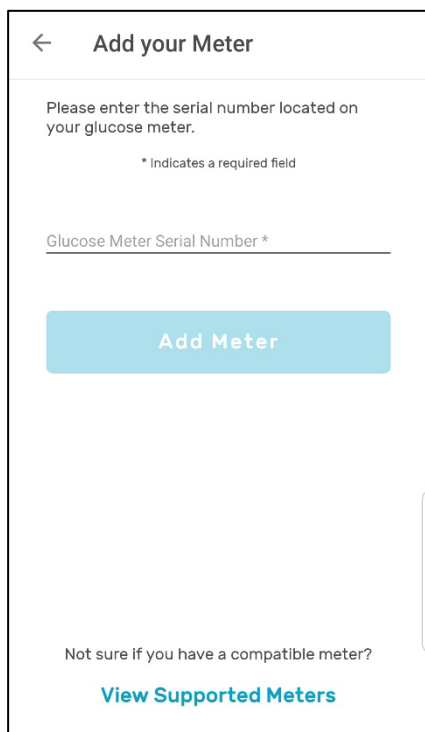 Add your Meter
Please enter the serial number located on
your glucose meter.
* Indicates a required field
Glucose Meter Serial Number *
Add Meter
Not sure if you have a compatible meter?
View Supported Meters